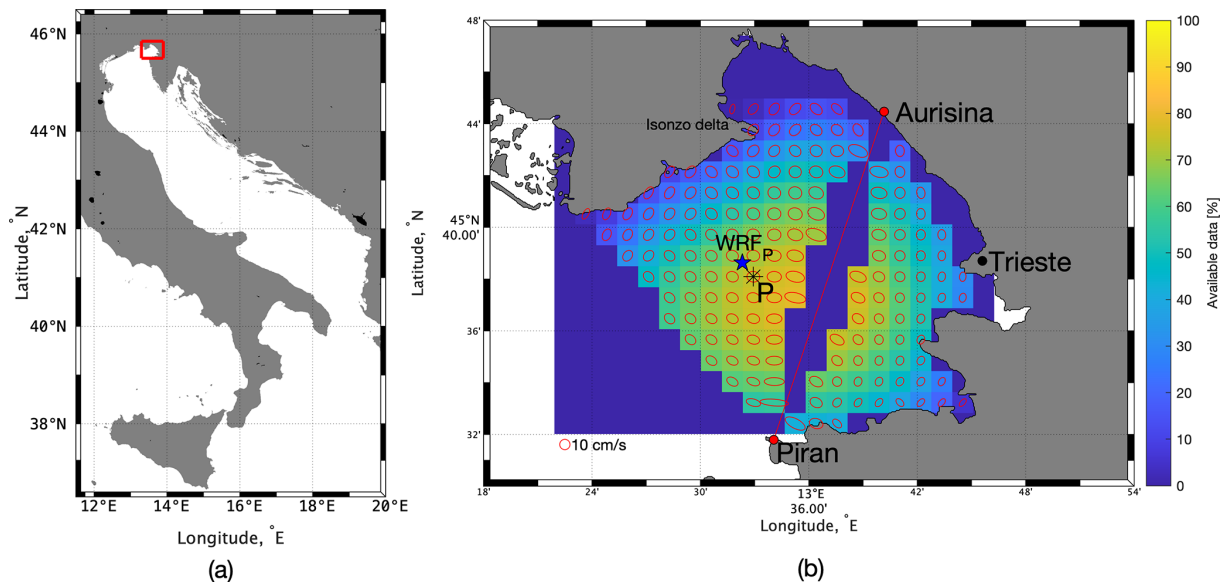 46°N
44°N
42°N
40°N
38°N
12°E
14°E
16°E
18°E
20°E
Latitude, °N
Longitude, °E
(a)
48'
44'
45°N
40.00'
36'
32'
18'
24'
30'
13°E
36.00'
42'
48'
54'
Latitude, °N
Longitude, °E
Isonzo delta
Aurisina
WRF P
P
Trieste
Piran
10 cm/s
100
90
80
70
60
50
40
30
20
10
0
Available data [%]
(b)